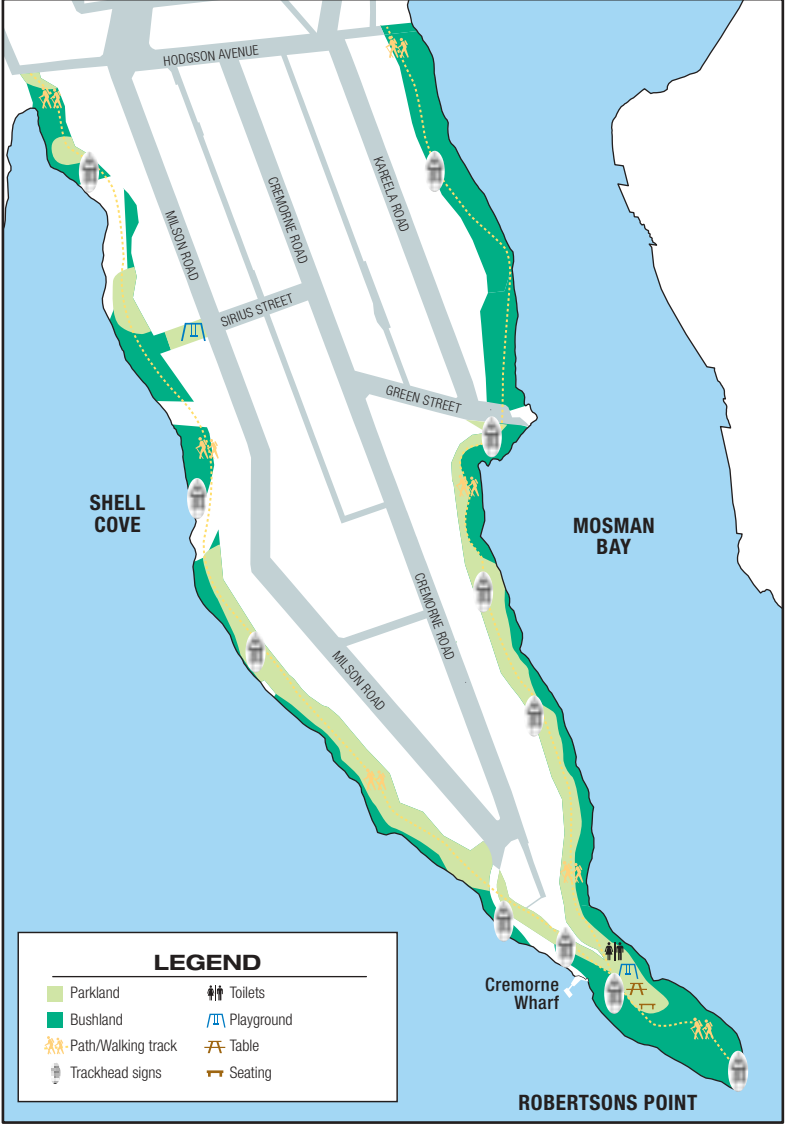 HODGSON AVENUE
KAREELA ROAD
CREMORNE ROAD
MILSON ROAD
SIRIUS STREET
GREEN STREET
SHELL
COVE
MOSMAN
BAY
CREMORNE ROAD
MILSON ROAD
LEGEND
Parkland
Toilets
Bushland
Playground
Path/Walking track
Table
Trackhead signs
Seating
Cremorne
Wharf
ROBERTSONS POINT